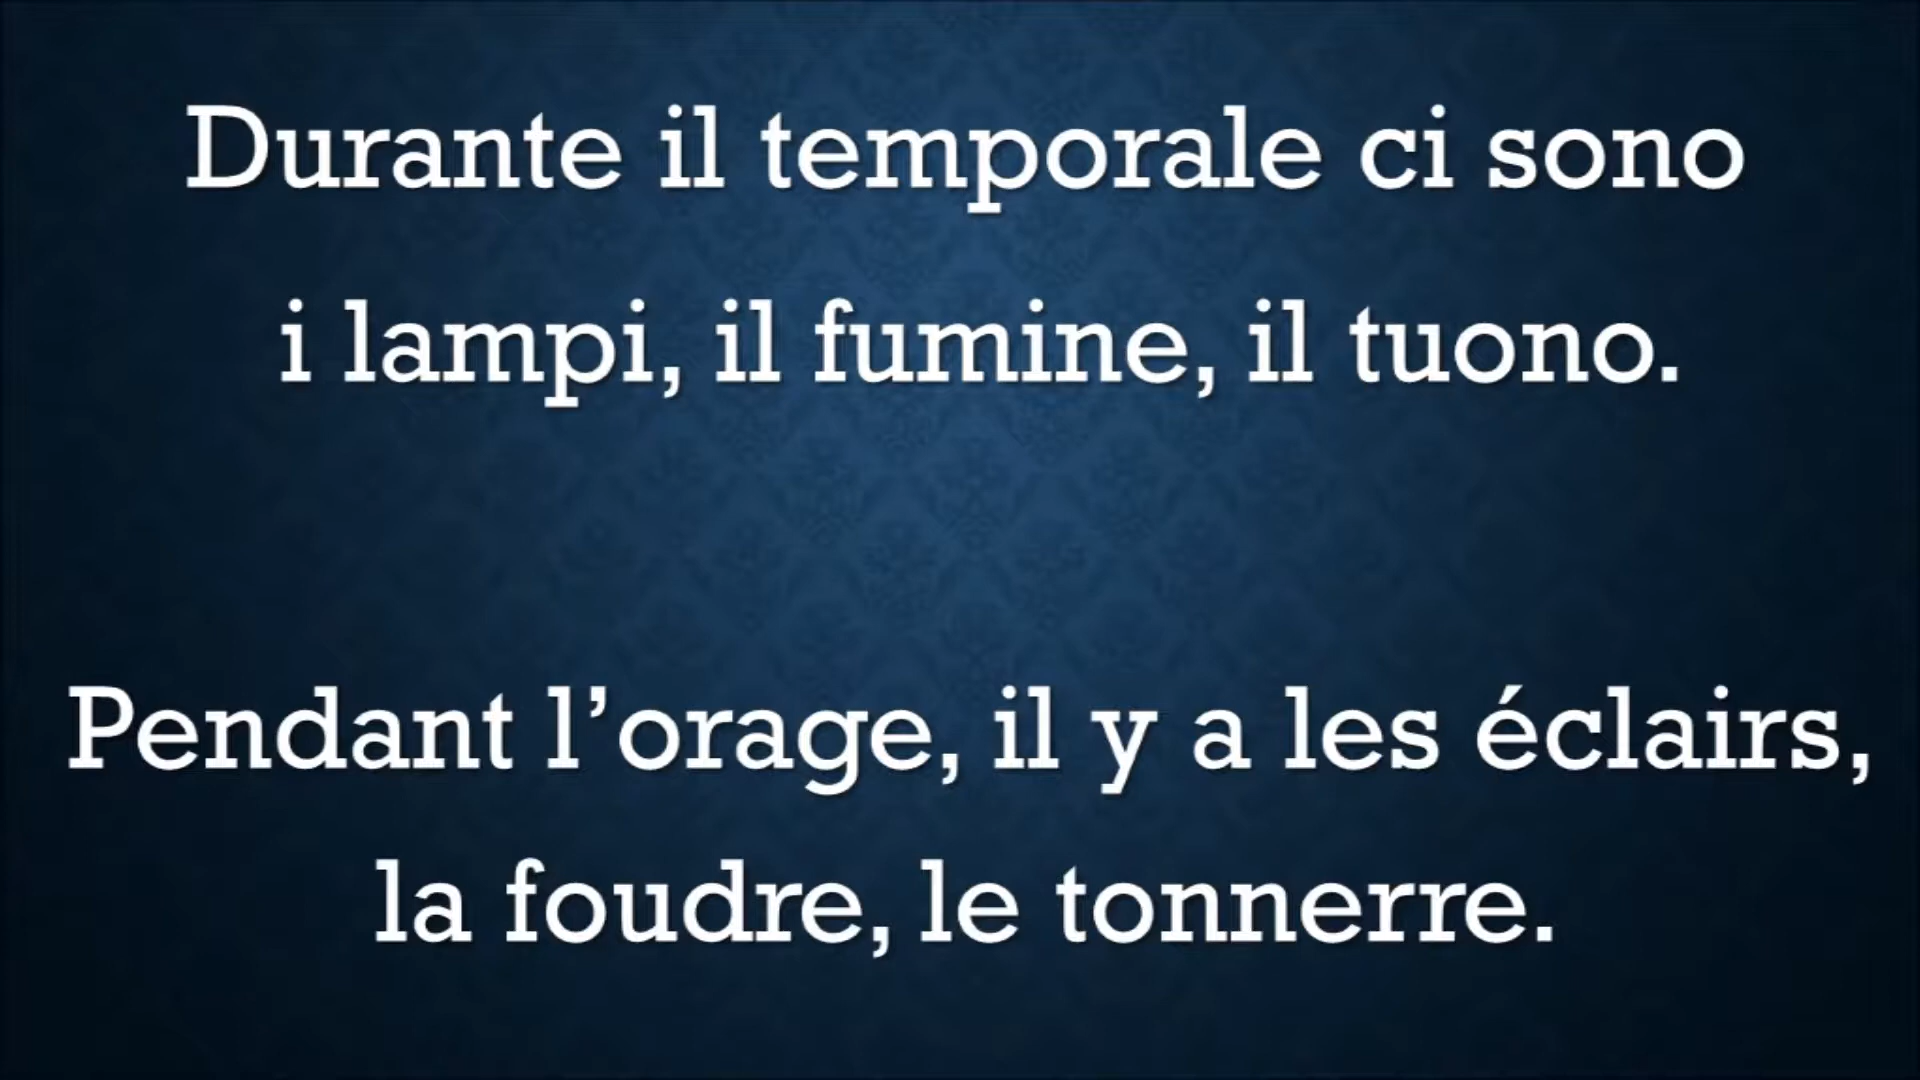 Durante il temporale ci sono
i lampi, il fumine, il tuono.
Pendant l’orage, il y a les éclairs,
la foudre, le tonnerre.